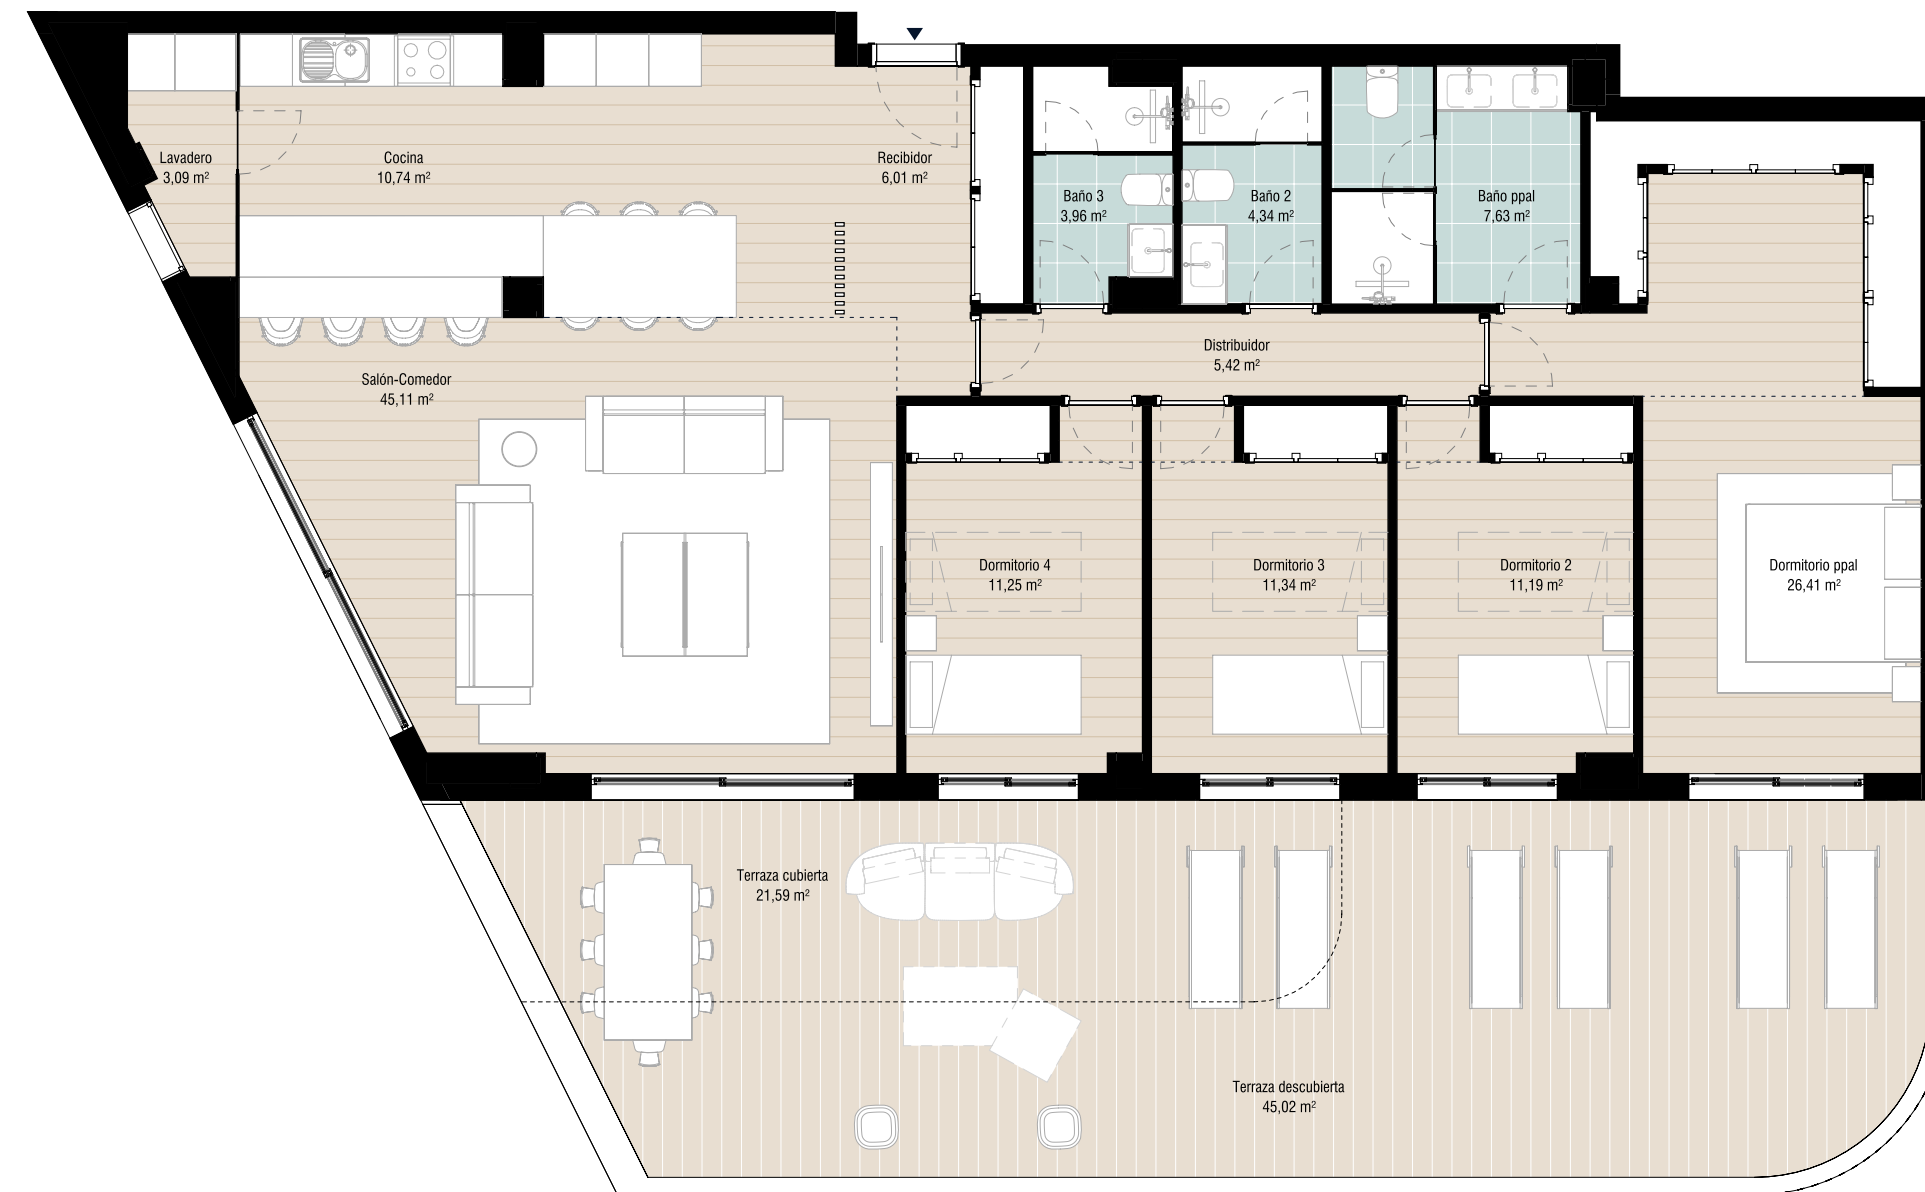 Lavadero
3,09 m²
Cocina
10,74 m²
Recibidor
6,01 m²
Baño 3
3,96 m²
Baño 2
4,34 m²
Baño ppal
7,63 m²
Distribuidor
5,42 m²
Salón-Comedor
45,11 m²
Dormitorio 4
11,25 m²
Dormitorio 3
11,34 m²
Dormitorio 2
11,19 m²
Dormitorio ppal
26,41 m²
Terraza cubierta
21,59 m²
Terraza descubierta
45,02 m²